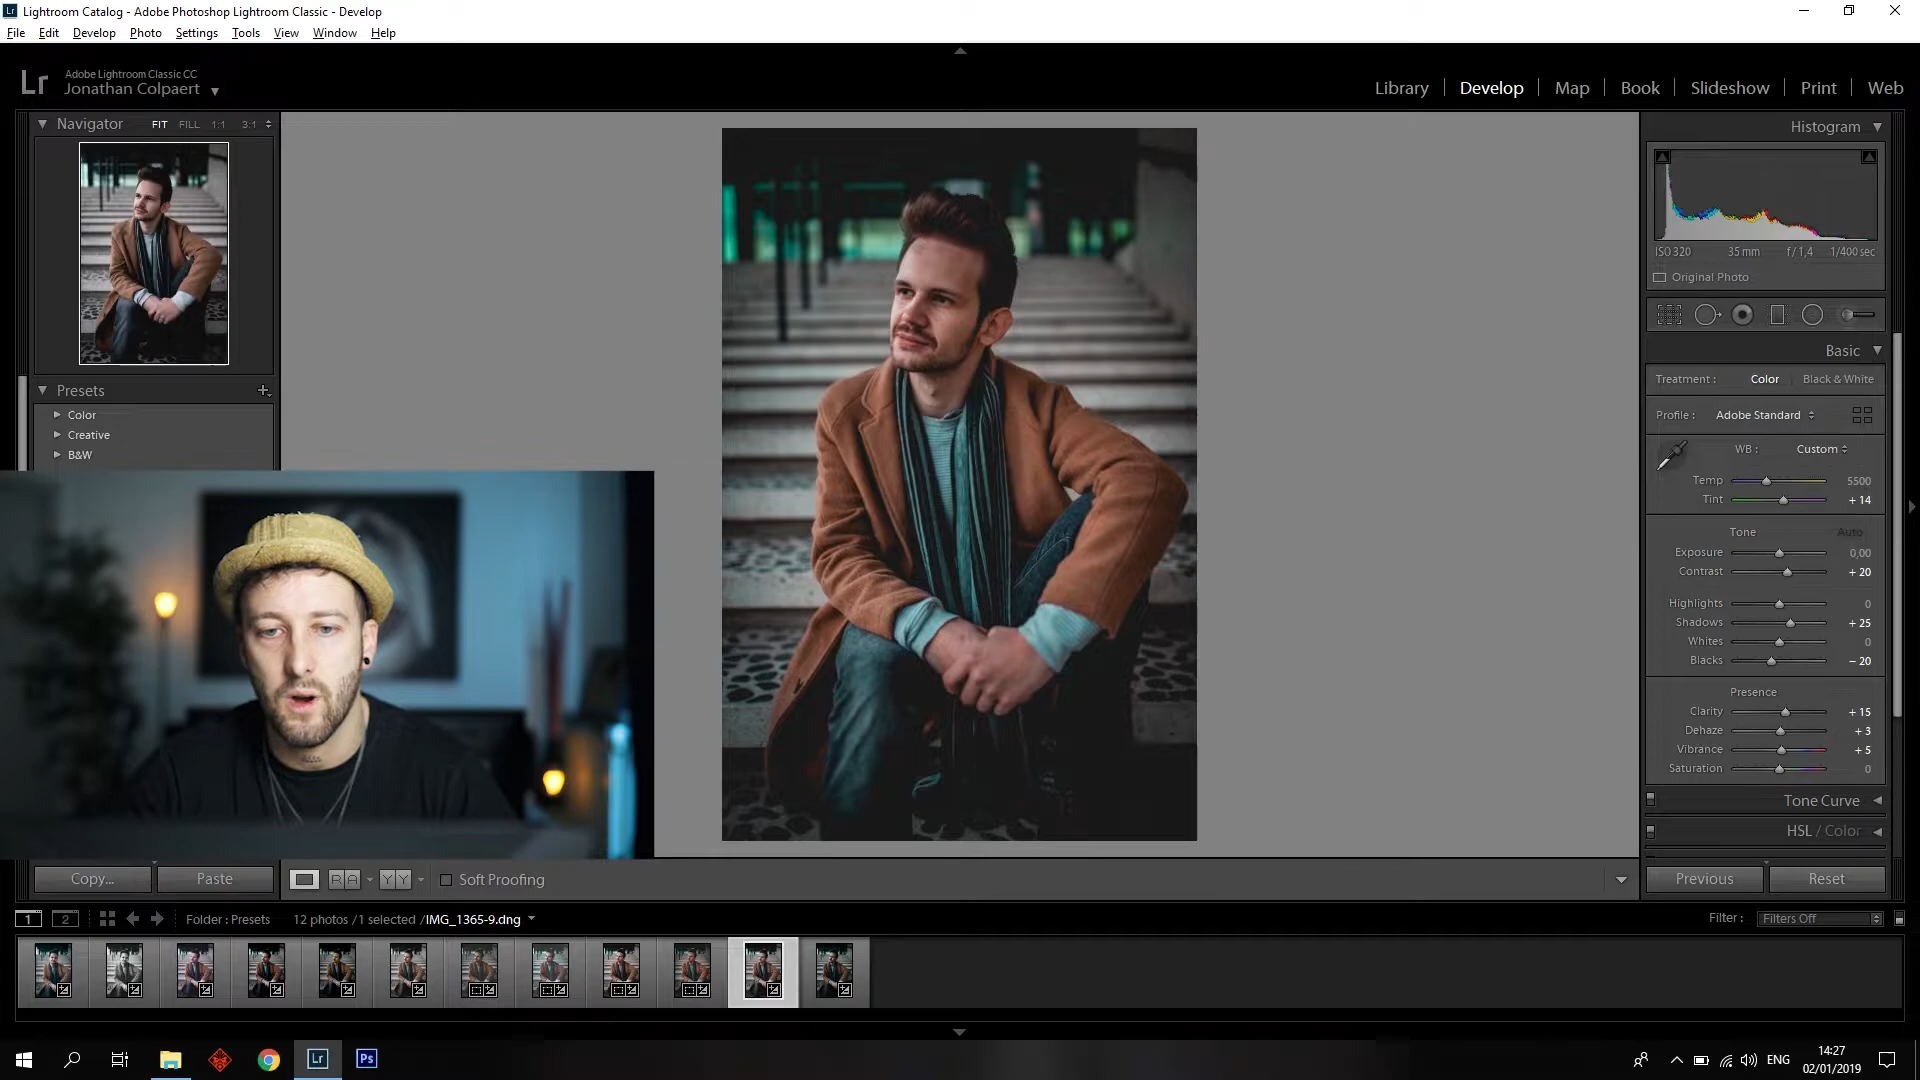 Lr Lightroom Catalog - Adobe Photoshop Lightroom Classic - Develop
File Edit Develop Photo Settings Tools View Window Help
Lr Adobe Lightroom Classic CC
Jonathan Colpaert
Library Develop Map Book Slideshow Print Web
Navigator FIT FILL 1:1 3:1
Presets
Color
Creative
B&W
Copy... Paste
R A Y Y Soft Proofing
Histogram
ISO 320 35 mm f / 1,4 1/400 sec
Original Photo
Basic
Treatment : Color Black & White
Profile : Adobe Standard
WB : Custom
Temp 5500
Tint + 14
Tone Auto
Exposure 0,00
Contrast + 20
Highlights 0
Shadows + 25
Whites 0
Blacks – 20
Presence
Clarity + 15
Dehaze + 3
Vibrance + 5
Saturation 0
Tone Curve
HSL / Color
Previous Reset
1 2 Folder : Presets 12 photos / 1 selected / IMG_1365-9.dng Filter : Filters Off
Lr Ps ENG 14:27
02/01/2019